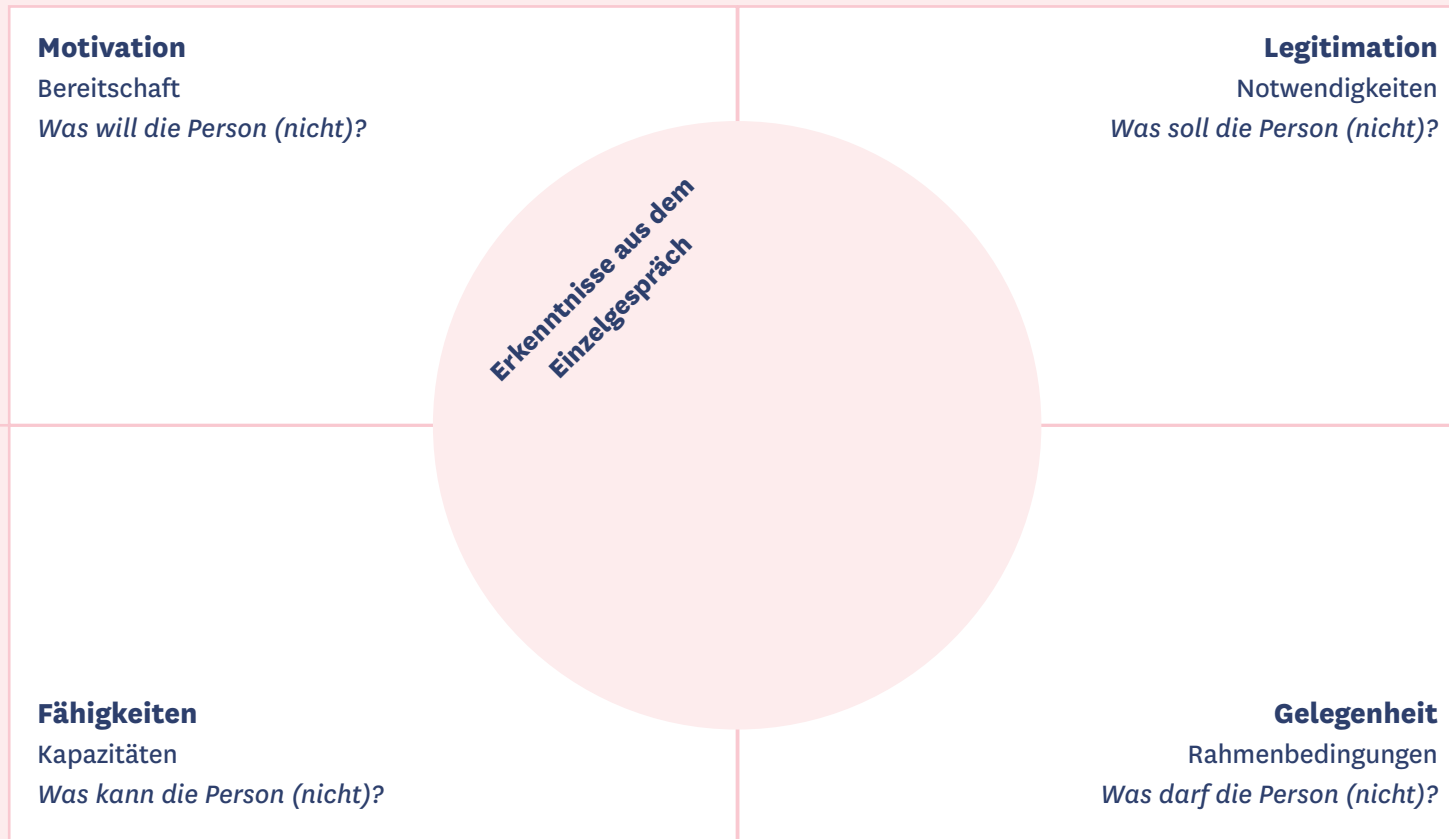 Motivation
Bereitschaft
Was will die Person (nicht)?
Legitimation
Notwendigkeiten
Was soll die Person (nicht)?
Erkenntnisse aus dem
Einzelgespräch
Fähigkeiten
Kapazitäten
Was kann die Person (nicht)?
Gelegenheit
Rahmenbedingungen
Was darf die Person (nicht)?